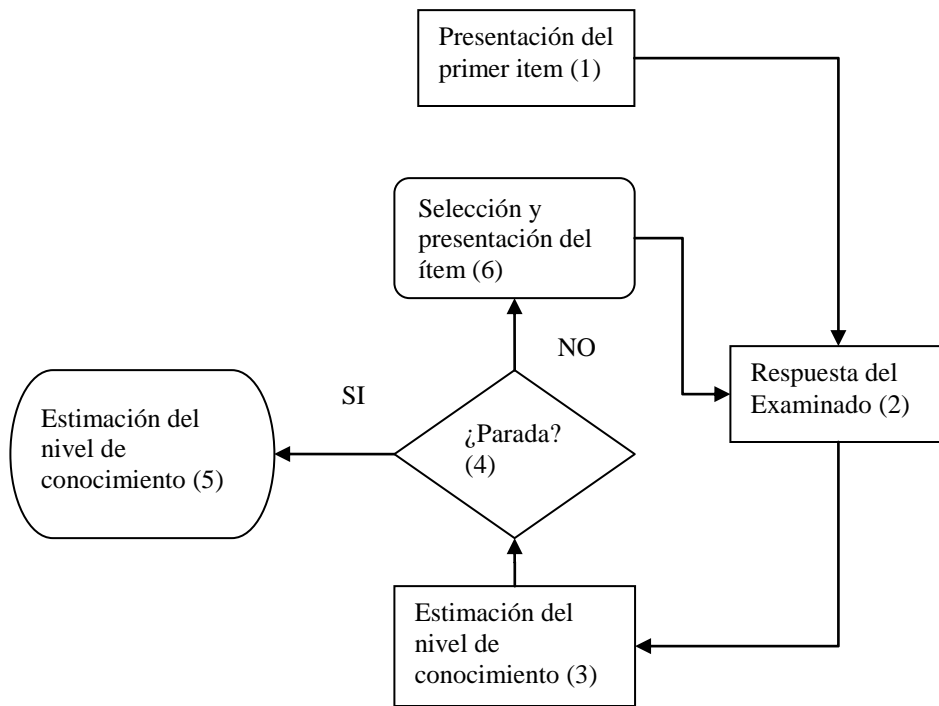 Presentación del
primer item (1)
Selección y
presentación del
ítem (6)
NO
Respuesta del
Examinado (2)
SI
Estimación del
nivel de
conocimiento (5)
¿Parada?
(4)
Estimación del
nivel de
conocimiento (3)